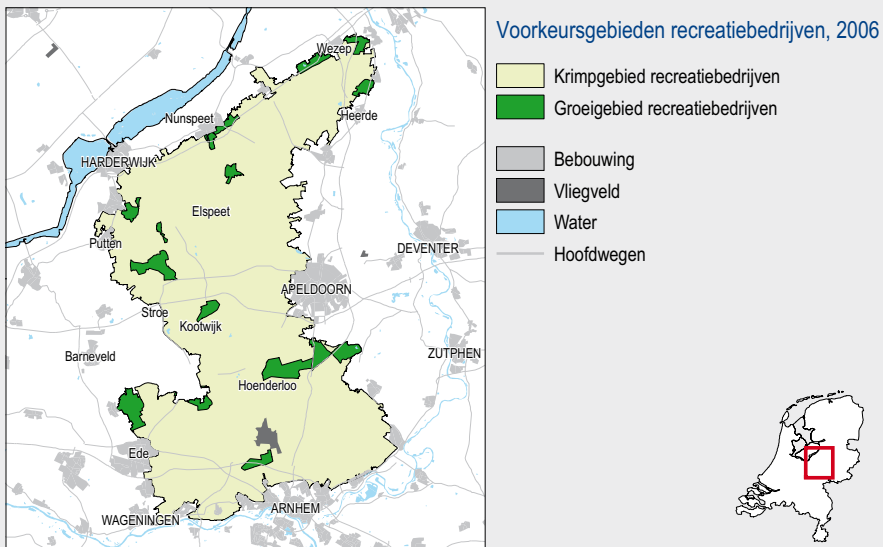 Voorkeursgebieden recreatiebedrijven, 2006
Krimpgebied recreatiebedrijven
Groeigebied recreatiebedrijven
Bebouwing
Vliegveld
Water
Hoofdwegen
Wezep
Heerde
Nunspeet
HARDERWIJK
Elspeet
Putten
DEVENTER
APELDOORN
Stroe
Kootwijk
Barneveld
ZUTPHEN
Hoenderloo
Ede
ARNHEM
WAGENINGEN